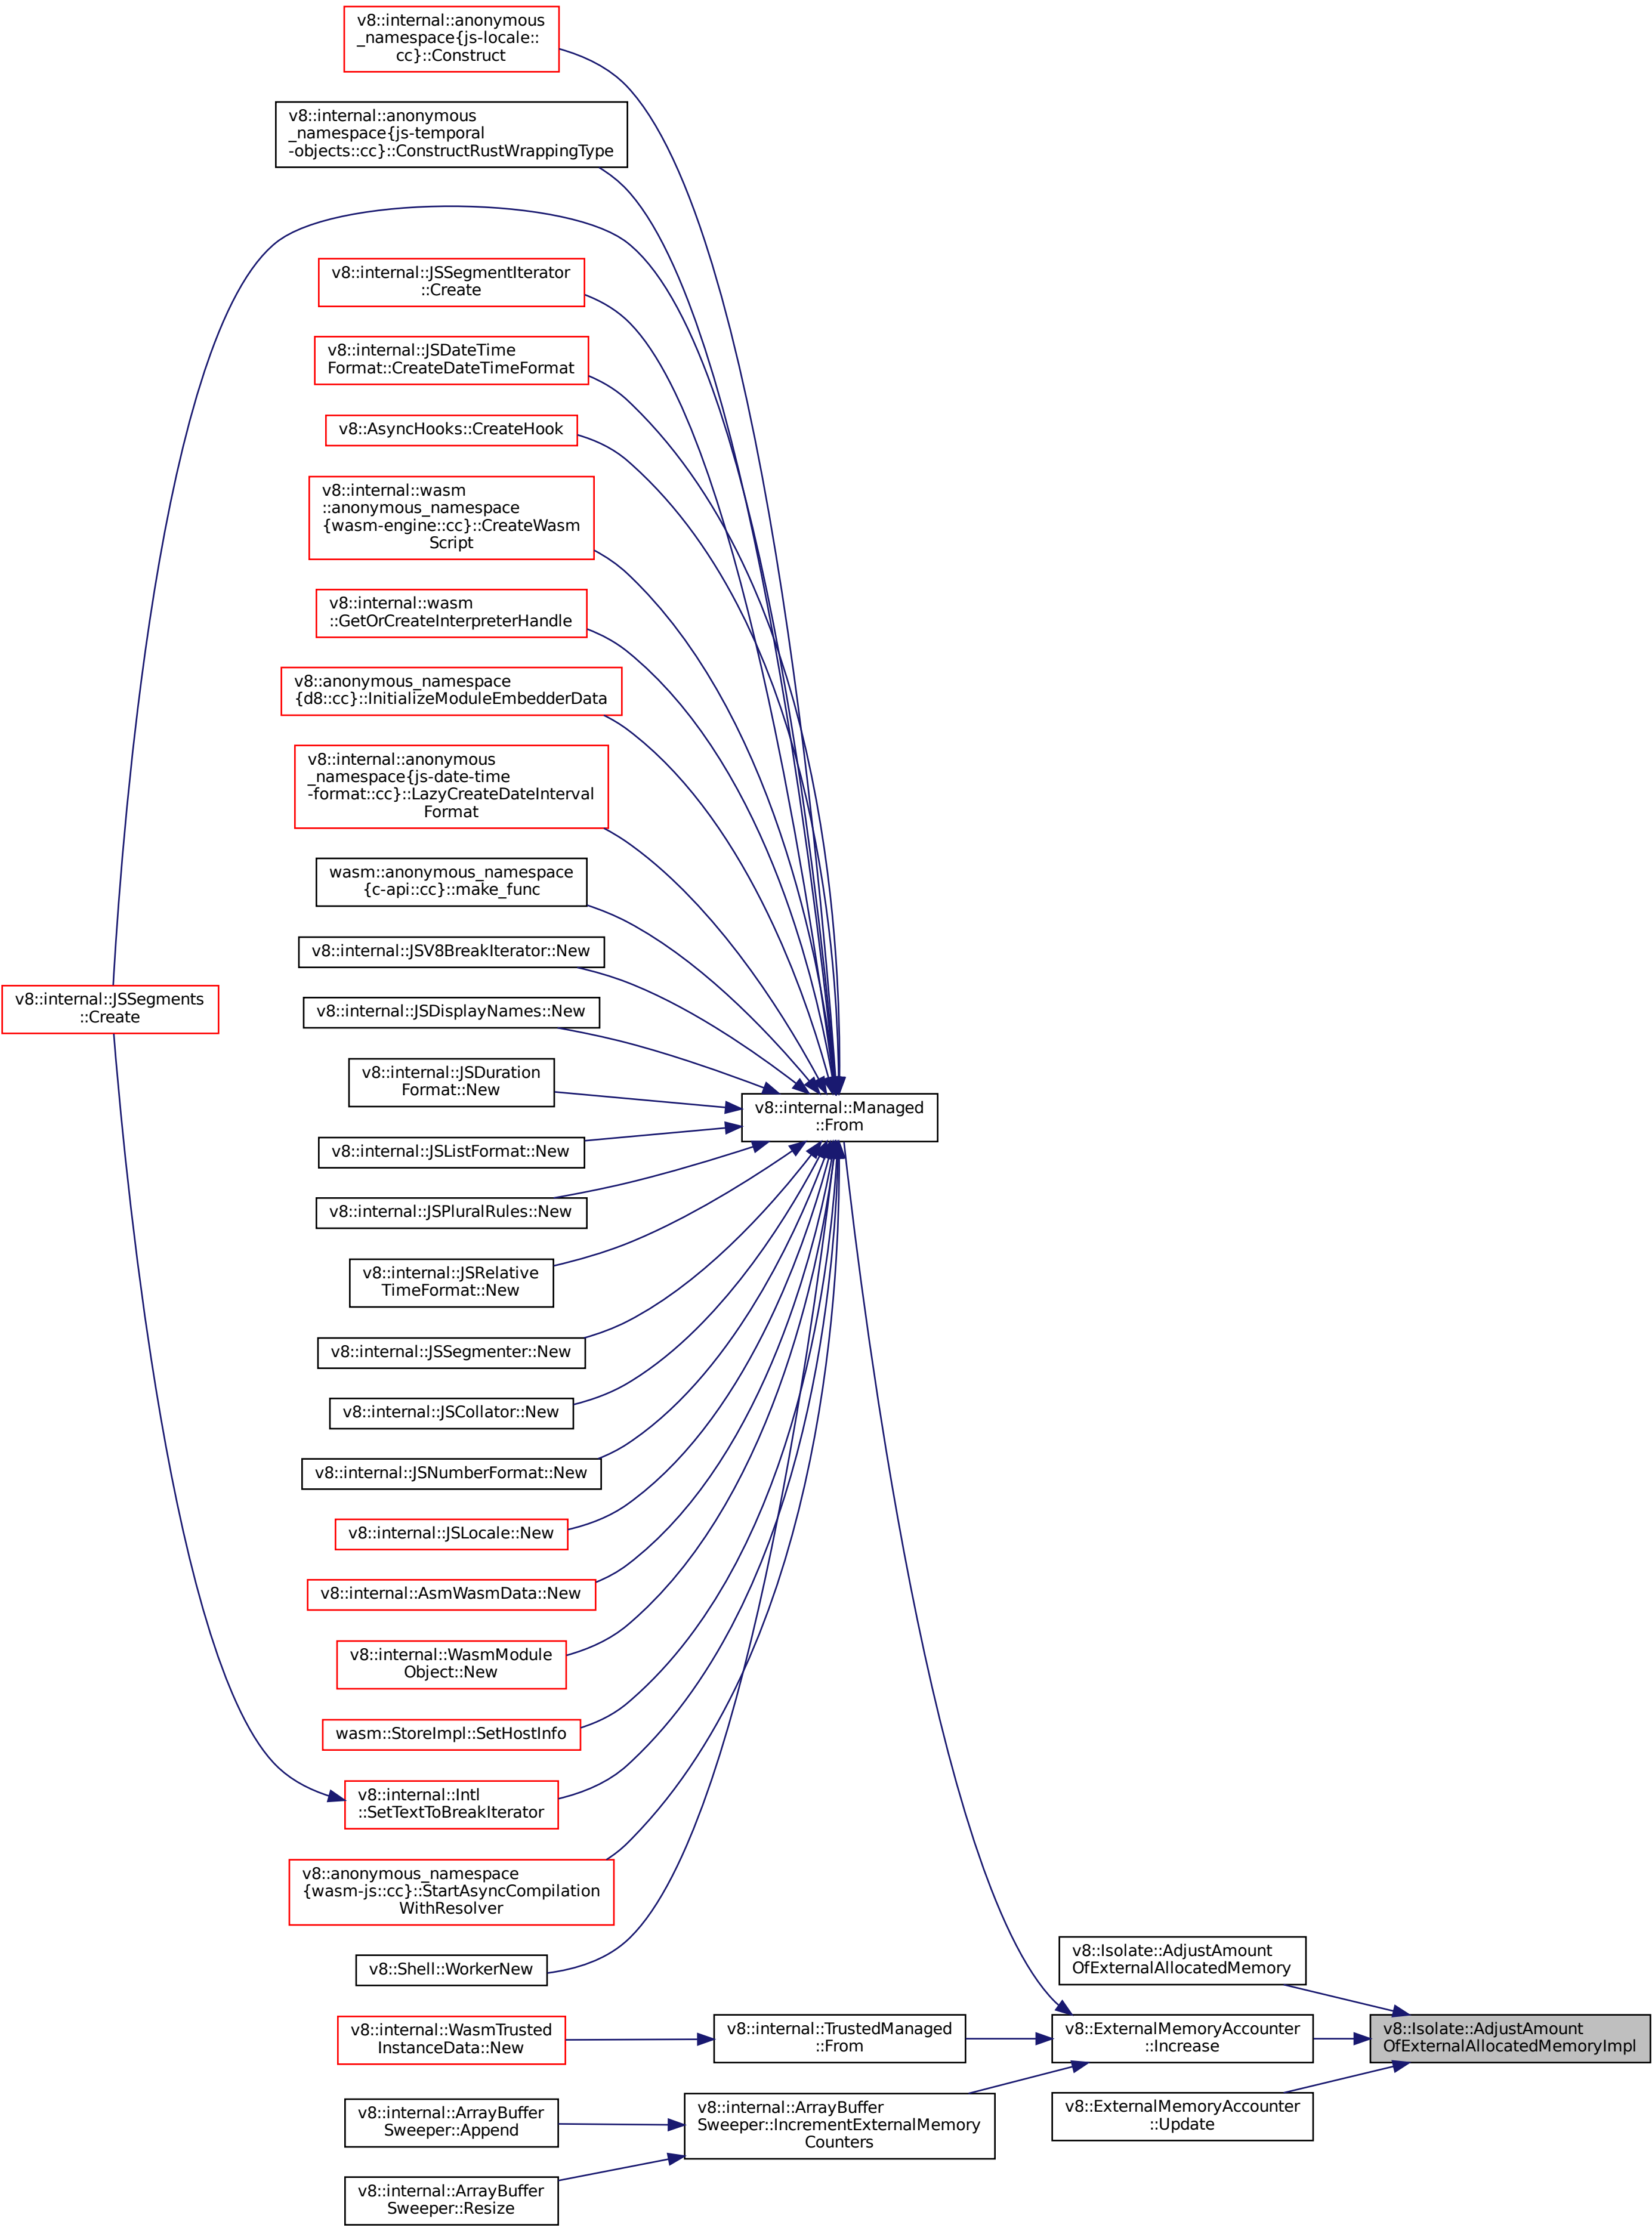 v8::internal::anonymous
_namespace{js-locale::
cc}::Construct
v8::internal::anonymous
_namespace{js-temporal
-objects::cc}::ConstructRustWrappingType
v8::internal::JSSegmentIterator
::Create
v8::internal::JSDateTime
Format::CreateDateTimeFormat
v8::AsyncHooks::CreateHook
v8::internal::wasm
::anonymous_namespace
{wasm-engine::cc}::CreateWasm
Script
v8::internal::wasm
::GetOrCreateInterpreterHandle
v8::anonymous_namespace
{d8::cc}::InitializeModuleEmbedderData
v8::internal::anonymous
_namespace{js-date-time
-format::cc}::LazyCreateDateInterval
Format
wasm::anonymous_namespace
{c-api::cc}::make_func
v8::internal::JSV8BreakIterator::New
v8::internal::JSSegments
::Create
v8::internal::JSDisplayNames::New
v8::internal::JSDuration
Format::New
v8::internal::Managed
::From
v8::internal::JSListFormat::New
v8::internal::JSPluralRules::New
v8::internal::JSRelative
TimeFormat::New
v8::internal::JSSegmenter::New
v8::internal::JSCollator::New
v8::internal::JSNumberFormat::New
v8::internal::JSLocale::New
v8::internal::AsmWasmData::New
v8::internal::WasmModule
Object::New
wasm::StoreImpl::SetHostInfo
v8::internal::Intl
::SetTextToBreakIterator
v8::anonymous_namespace
{wasm-js::cc}::StartAsyncCompilation
WithResolver
v8::Shell::WorkerNew
v8::Isolate::AdjustAmount
OfExternalAllocatedMemory
v8::internal::WasmTrusted
InstanceData::New
v8::internal::TrustedManaged
::From
v8::ExternalMemoryAccounter
::Increase
v8::Isolate::AdjustAmount
OfExternalAllocatedMemoryImpl
v8::internal::ArrayBuffer
Sweeper::Append
v8::internal::ArrayBuffer
Sweeper::IncrementExternalMemory
Counters
v8::ExternalMemoryAccounter
::Update
v8::internal::ArrayBuffer
Sweeper::Resize